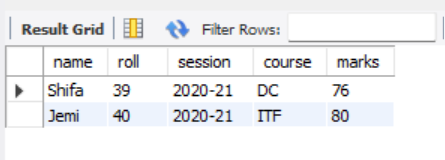 Result Grid Filter Rows:
name roll session course marks
Shifa 39 2020-21 DC 76
Jemi 40 2020-21 ITF 80